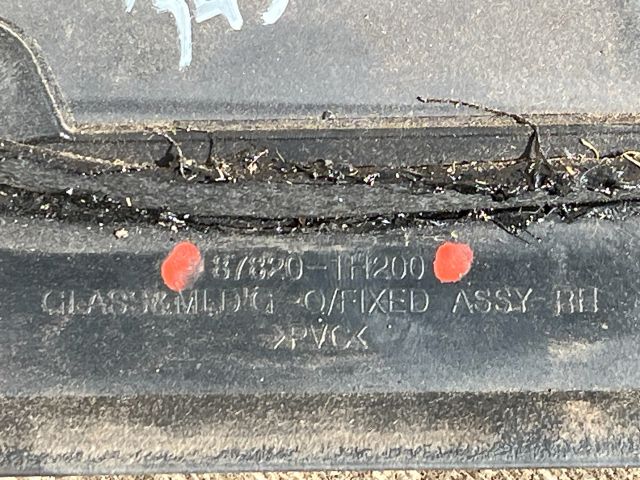 87820-1H200
GLASS&MLD'G -Q/FIXED ASSY-RH
>PVC<